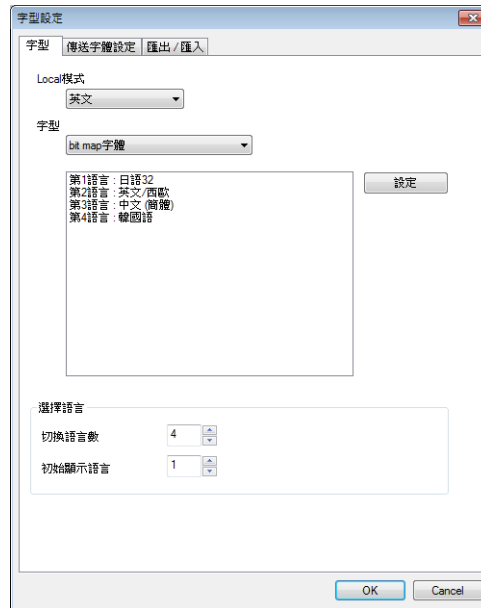 字型設定
字型 傳送字體設定 匯出 / 匯入
Local模式
英文
字型
bit map字體
第1語言 : 日語32
第2語言 : 英文/西歐
第3語言 : 中文 (簡體)
第4語言 : 韓國語
設定
選擇語言
切換語言數 4
初始顯示語言 1
OK Cancel